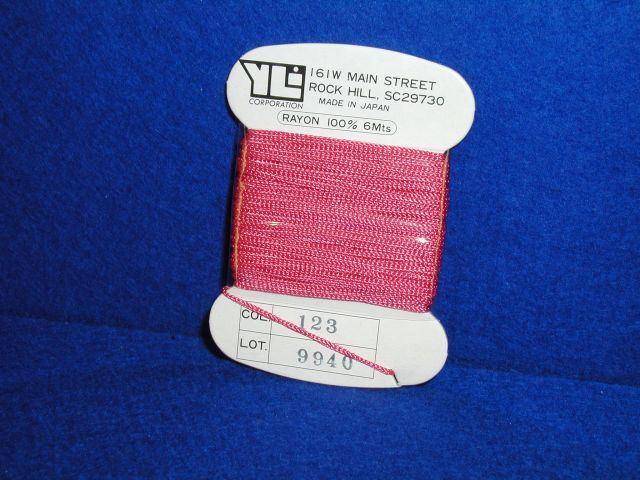 YLI
CORPORATION
161W MAIN STREET
ROCK HILL, SC29730
MADE IN JAPAN
RAYON 100% 6Mts
COL. 123
LOT. 9940